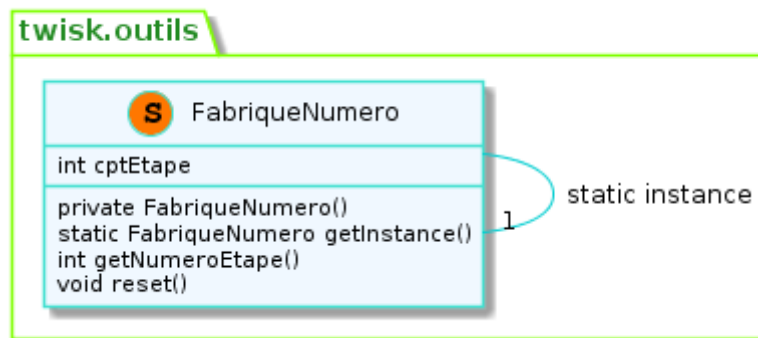 twisk.outils
S FabriqueNumero
int cptEtape
private FabriqueNumero()
static FabriqueNumero getInstance()
int getNumeroEtape()
void reset()
static instance
1